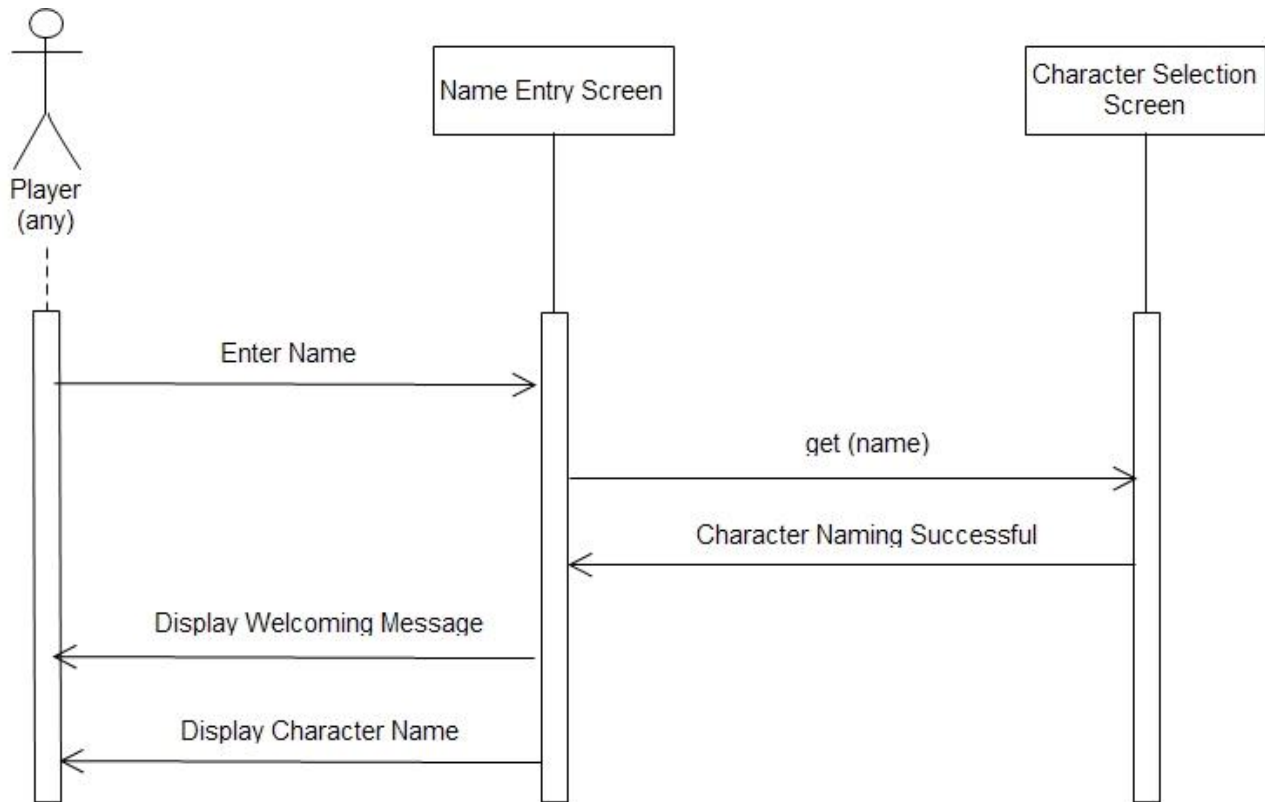 Player
(any)
Name Entry Screen
Character Selection
Screen
Enter Name
get (name)
Character Naming Successful
Display Welcoming Message
Display Character Name